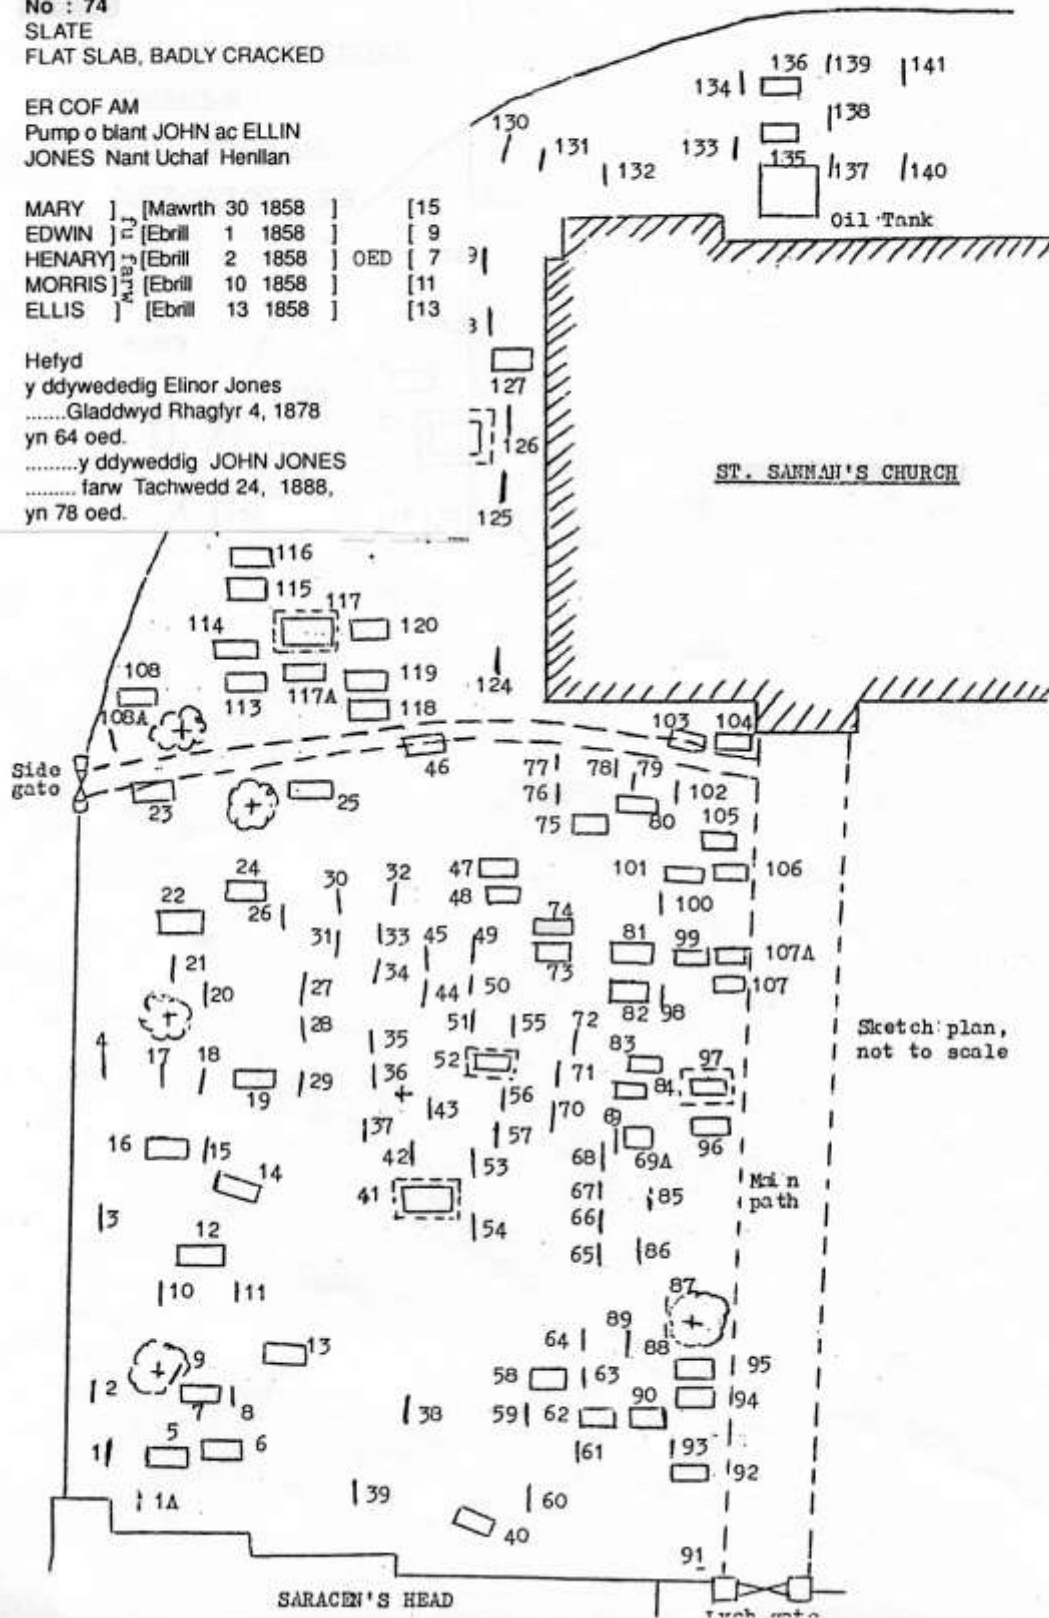 No : 74
SLATE
FLAT SLAB, BADLY CRACKED
ER COF AM
Pump o blant JOHN ac ELLIN
JONES Nant Uchaf Henllan
MARY ] fu farw [Mawrth 30 1858 ] OED [15
EDWIN ] [Ebrill 1 1858 ] [ 9
HENARY] [Ebrill 2 1858 ] [ 7
MORRIS] [Ebrill 10 1858 ] [11
ELLIS ] [Ebrill 13 1858 ] [13
Hefyd
y ddywededig Elinor Jones
.......Gladdwyd Rhagfyr 4, 1878
yn 64 oed.
.........y ddyweddig JOHN JONES
......... farw Tachwedd 24, 1888,
yn 78 oed.
136 139 141
134
138
130
131 133 135
132 137 140
Oil Tank
9
8
127
126
ST. SANNAN'S CHURCH
125
116
115
117
114 120
108 119
113 117A 124
108A 118
103 104
46
Side
gate
77 78 79
76 102
23 25 75 80
105
24 30 32 47 101 106
22 26 48 100
74
31 33 45 49 81 99 107A
21 34 73
20 27 44 50 82 98 107
28 51 55 72
4 35 83
17 18 52 97
Sketch plan,
not to scale
19 29 36 71 84
43 56 70 69
37 57 96
16 15 42 53 68 69A
14 41 67 85
Main
path
3 66
12 54 65 86
10 11
87
89
64 88
13 58 63 95
9
2 90 94
7 8 38 59 62
5 6 61 93
1 92
1A 39 60
40
91
SARACEN'S HEAD
Lych gate